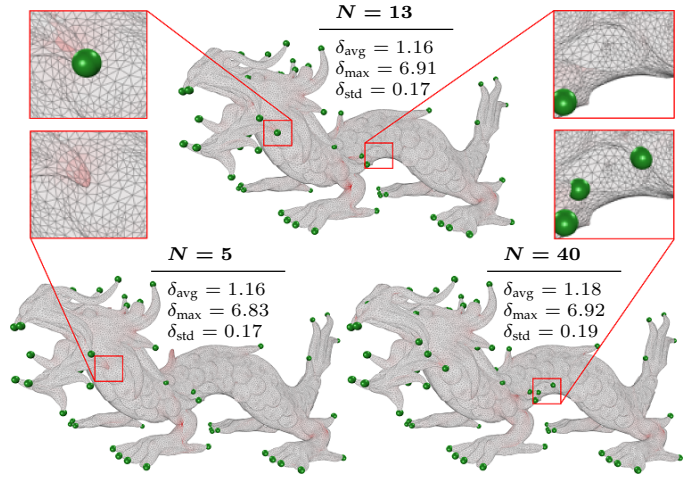 N = 13
δavg = 1.16
δmax = 6.91
δstd = 0.17
N = 5
δavg = 1.16
δmax = 6.83
δstd = 0.17
N = 40
δavg = 1.18
δmax = 6.92
δstd = 0.19